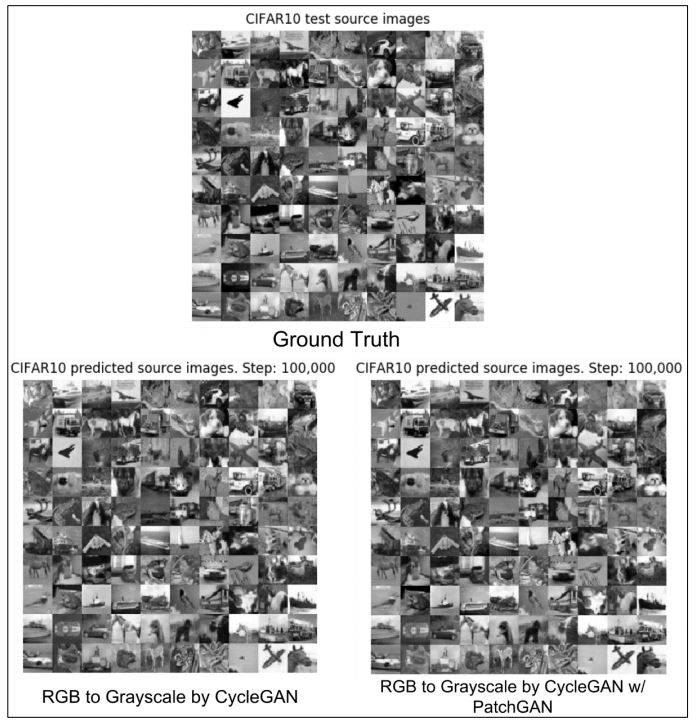 CIFAR10 test source images
Ground Truth
CIFAR10 predicted source images. Step: 100,000
CIFAR10 predicted source images. Step: 100,000
RGB to Grayscale by CycleGAN
RGB to Grayscale by CycleGAN w/
PatchGAN